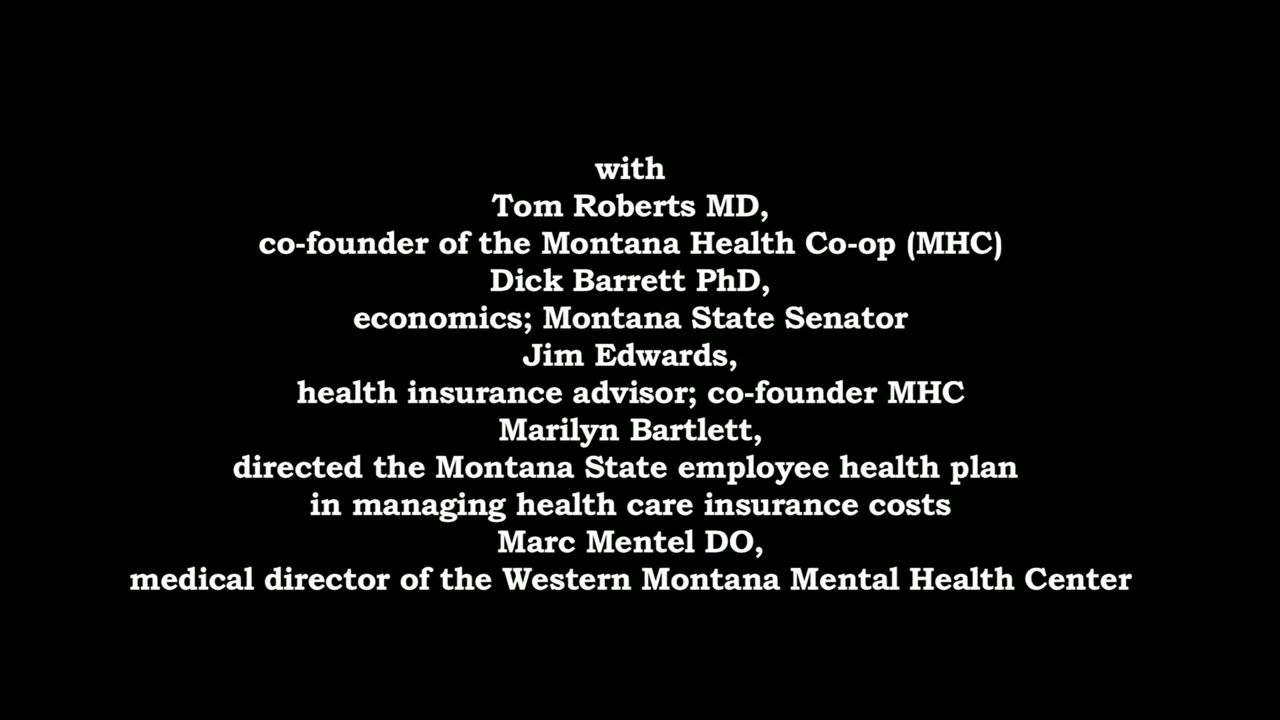 with
Tom Roberts MD,
co-founder of the Montana Health Co-op (MHC)
Dick Barrett PhD,
economics; Montana State Senator
Jim Edwards,
health insurance advisor; co-founder MHC
Marilyn Bartlett,
directed the Montana State employee health plan
in managing health care insurance costs
Marc Mentel DO,
medical director of the Western Montana Mental Health Center